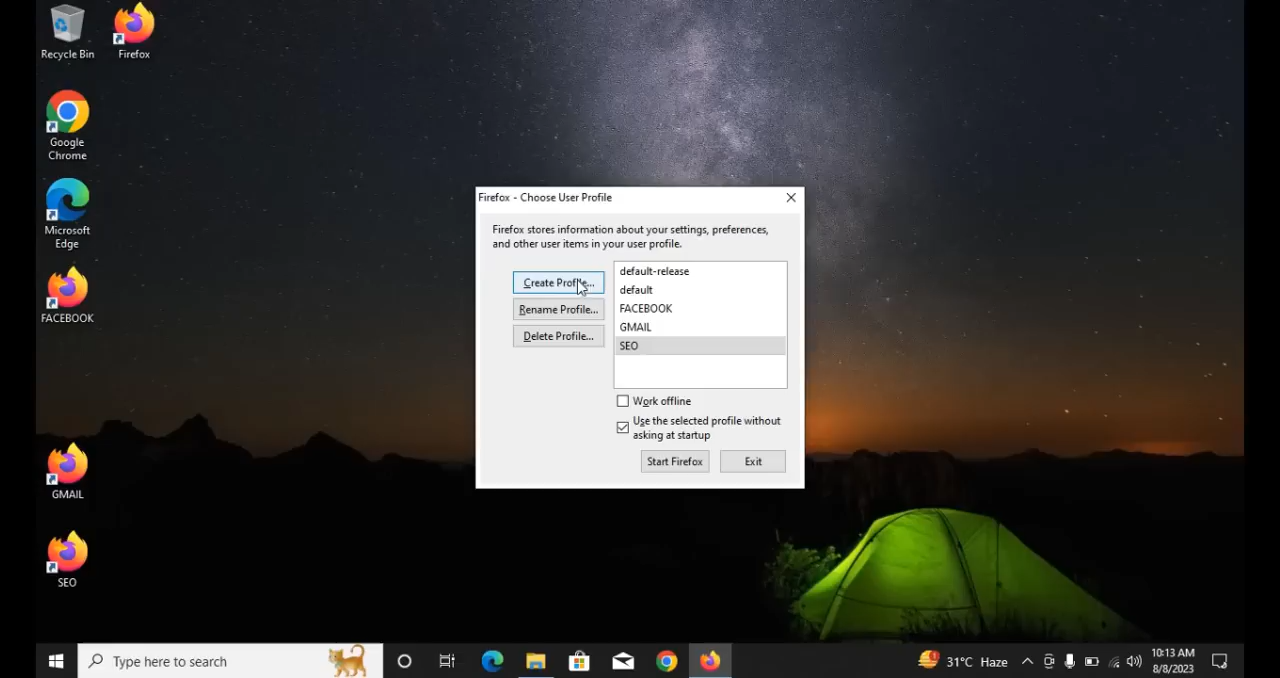 Recycle Bin
Firefox
Google
Chrome
Microsoft
Edge
FACEBOOK
GMAIL
SEO
Firefox - Choose User Profile
Firefox stores information about your settings, preferences,
and other user items in your user profile.
Create Profile...
Rename Profile...
Delete Profile...
default-release
default
FACEBOOK
GMAIL
SEO
Work offline
Use the selected profile without
asking at startup
Start Firefox
Exit
Type here to search
31°C Haze
10:13 AM
8/8/2023